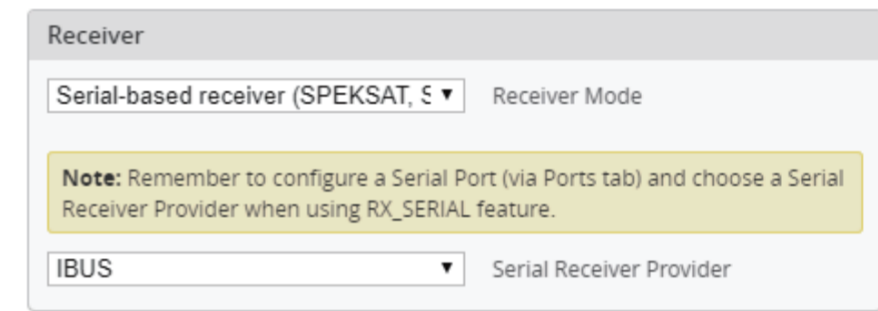 Receiver
Serial-based receiver (SPEKSAT, S
Receiver Mode
Note: Remember to configure a Serial Port (via Ports tab) and choose a Serial
Receiver Provider when using RX_SERIAL feature.
IBUS
Serial Receiver Provider